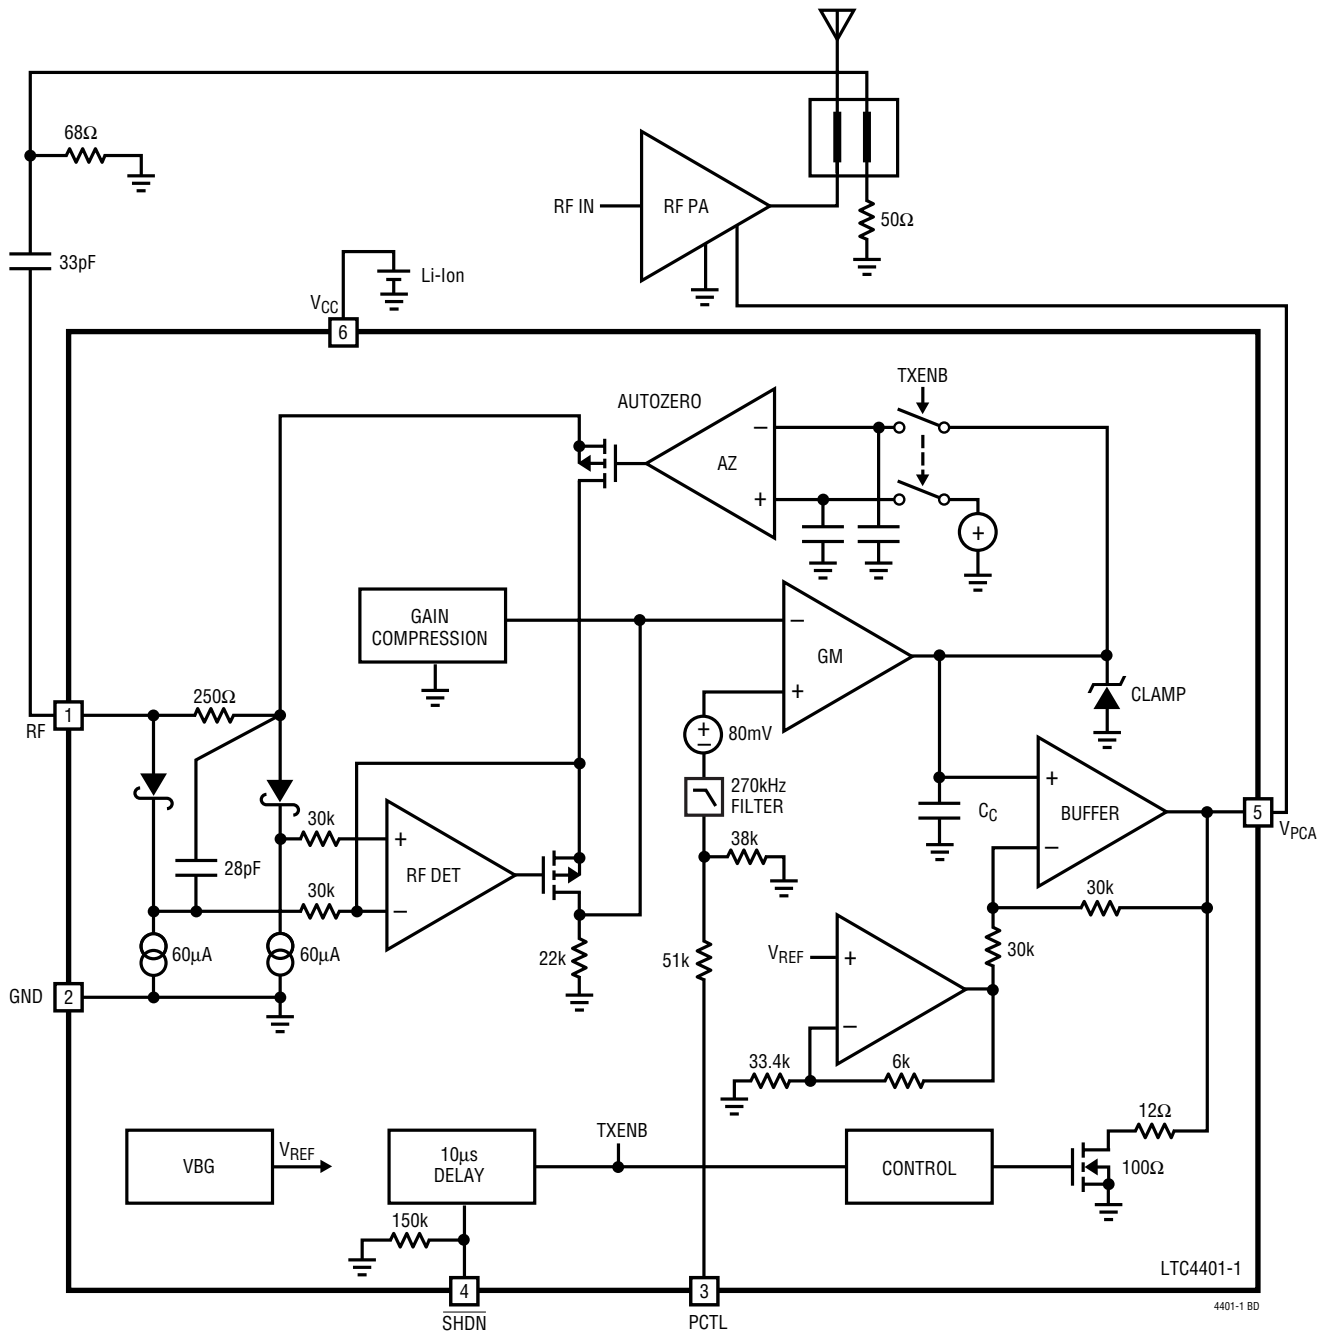 68Ω
RF IN
RF PA
50Ω
33pF
Li-Ion
VCC
6
TXENB
AUTOZERO
–
AZ
+
+
GAIN
COMPRESSION
–
GM
+
CLAMP
250Ω
1
RF
+
–
80mV
270kHz
FILTER
30k
+
RF DET
–
28pF
30k
38k
CC
+
BUFFER
–
5
VPCA
30k
30k
60µA
60µA
22k
51k
VREF
+
–
GND
2
33.4k
6k
VBG
VREF
10µs
DELAY
TXENB
CONTROL
12Ω
100Ω
150k
LTC4401-1
4
SHDN
3
PCTL
4401-1 BD